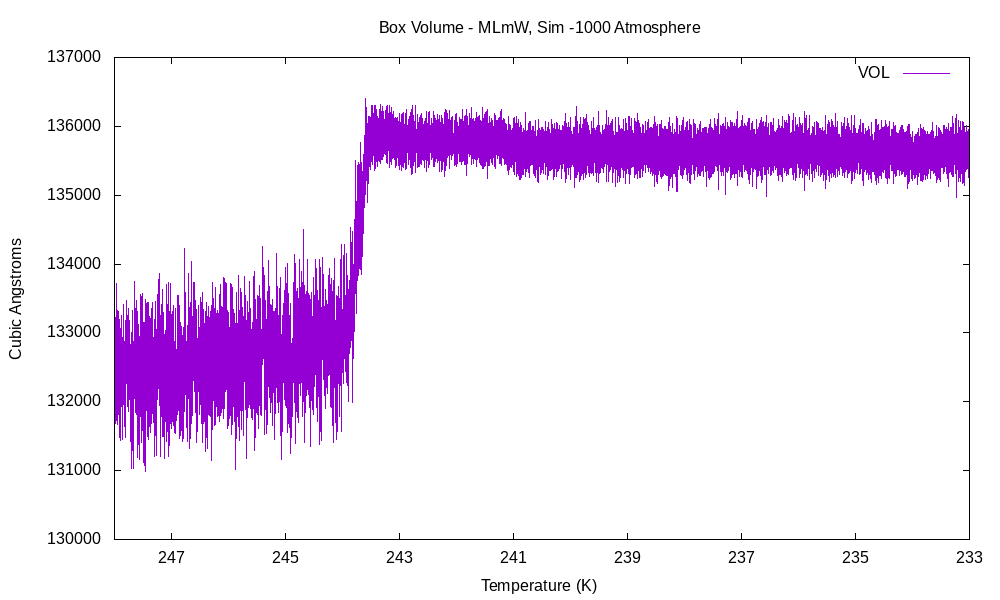 Box Volume - MLmW, Sim -1000 Atmosphere
137000
VOL
136000
135000
134000
133000
132000
131000
130000
Cubic Angstroms
247 245 243 241 239 237 235 233
Temperature (K)